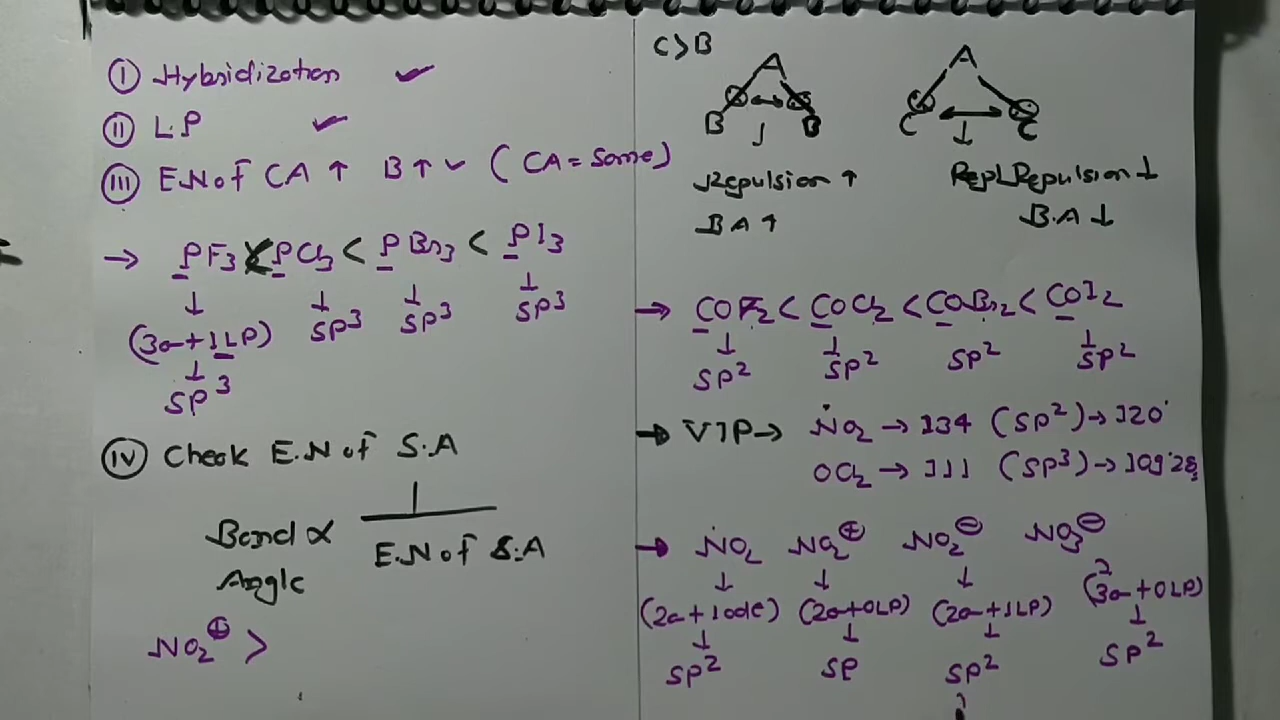 ① Hybridization ✓
② L.P ✓
③ E.N of CA ↑ B ↑ ✓ (CA = Same)
→ PF3 < PCl3 < PBr3 < PI3
↓ ↓ ↓ ↓
(3σ+1LP) SP3 SP3 SP3
↓
SP3
④ Check E.N of S.A
Bond ∝ 1
Angle E.N of S.A
NO2⊕ >
C > B
A A
B B C C
Repulsion ↑ Repulsion ↓
BA ↑ B.A ↓
→ COF2 < COCl2 < COBr2 < COI2
↓ ↓ ↓
SP2 SP2 SP2 SP2
→ VIP → NO2 → 134 (SP2) → 120°
OCl2 → 111 (SP3) → 109°28
→ NO2 NO2⊕ NO2⊖ NO3⊖
↓ ↓ ↓
(2σ+1ode) (2σ+0LP) (2σ+1LP) (3σ+0LP)
↓ ↓ ↓ ↓
SP2 SP SP2 SP2